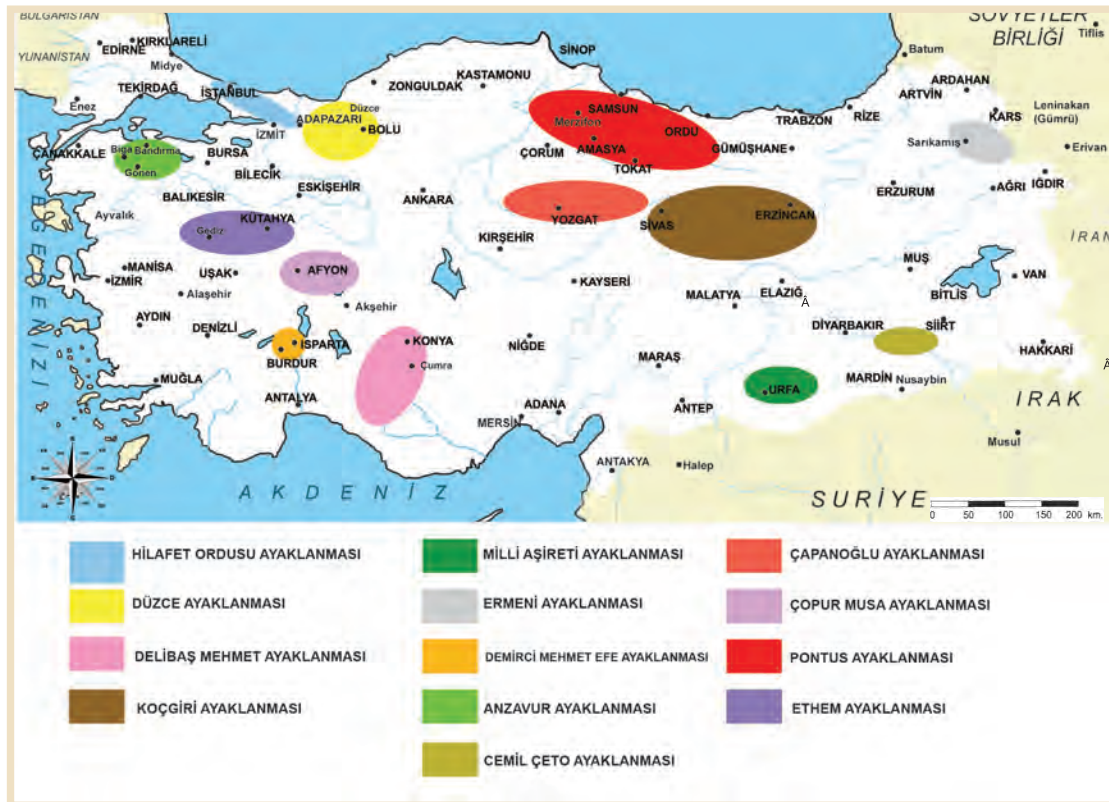 BULGARİSTAN
SOVYETLER
BİRLİĞİ
Tiflis
KIRKLARELİ
EDİRNE
YUNANİSTAN
Midye
SİNOP
Batum
KASTAMONU
ZONGULDAK
ARDAHAN
ARTVİN
TEKİRDAĞ
İSTANBUL
Enez
Düzce
ADAPAZARI
BOLU
İZMİT
SAMSUN
Merzifon
ORDU
TRABZON
RİZE
KARS
Leninakan
(Gümrü)
Sarıkamış
Erivan
ÇANAKKALE
Biga
Bandırma
Gönen
BURSA
BİLECİK
ÇORUM
AMASYA
TOKAT
GÜMÜŞHANE
ESKİŞEHİR
BALIKESİR
ANKARA
ERZURUM
AĞRI
IĞDIR
Ayvalık
KÜTAHYA
Gediz
YOZGAT
SİVAS
ERZİNCAN
KIRŞEHİR
İRAN
EGE DENİZİ
MANİSA
İZMİR
UŞAK
AFYON
Alaşehir
Akşehir
KAYSERİ
MALATYA
ELAZIĞ
Â
MUŞ
BİTLİS
VAN
AYDIN
DENİZLİ
ISPARTA
BURDUR
KONYA
Çumra
NİĞDE
DİYARBAKIR
SİİRT
HAKKARİ
Â
MARAŞ
MUĞLA
ANTALYA
MERSİN
ADANA
ANTEP
URFA
MARDİN
Nusaybin
IRAK
Musul
ANTAKYA
Halep
AKDENİZ
SURİYE
0 50 100 150 200 km.
HİLAFET ORDUSU AYAKLANMASI
MİLLİ AŞİRETİ AYAKLANMASI
ÇAPANOĞLU AYAKLANMASI
DÜZCE AYAKLANMASI
ERMENİ AYAKLANMASI
ÇOPUR MUSA AYAKLANMASI
DELİBAŞ MEHMET AYAKLANMASI
DEMİRCİ MEHMET EFE AYAKLANMASI
PONTUS AYAKLANMASI
KOÇGİRİ AYAKLANMASI
ANZAVUR AYAKLANMASI
ETHEM AYAKLANMASI
CEMİL ÇETO AYAKLANMASI